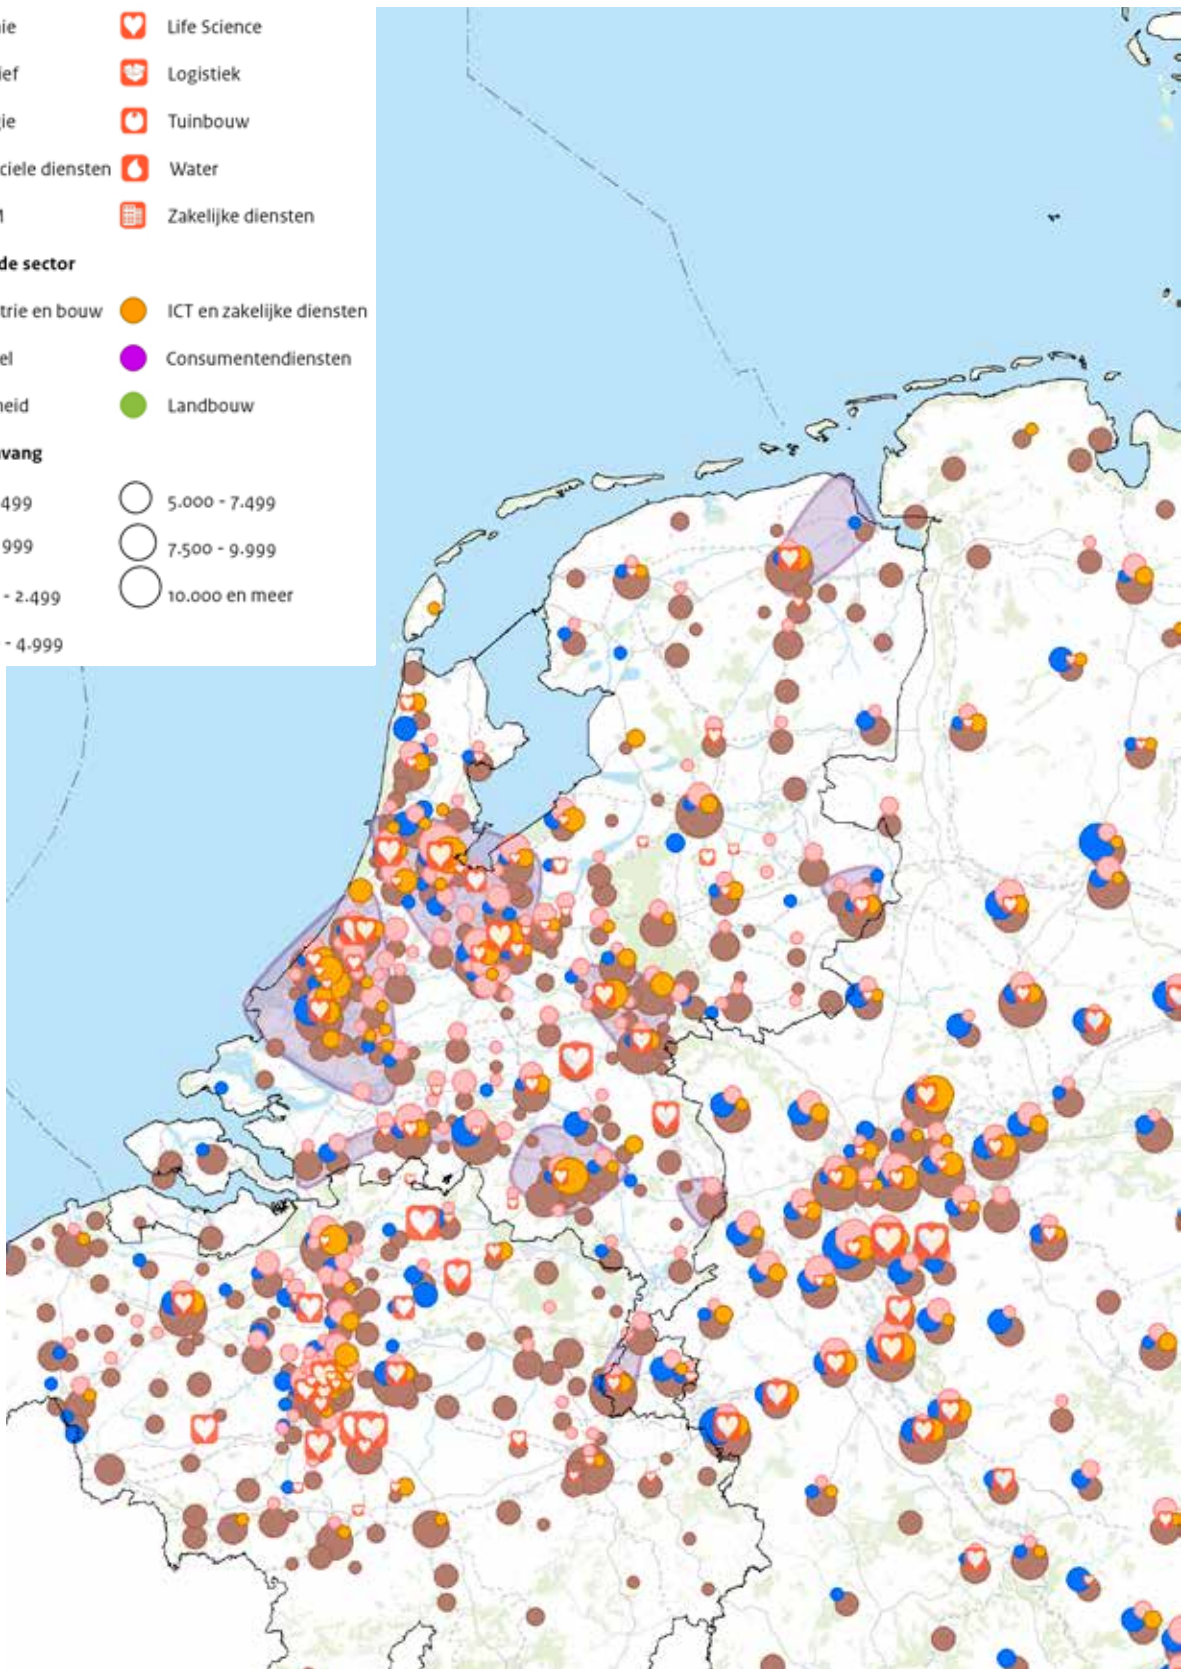 ie
Life Science
ief
Logistiek
gie
Tuinbouw
ciele diensten
Water
M
Zakelijke diensten
de sector
trie en bouw
ICT en zakelijke diensten
el
Consumentendiensten
heid
Landbouw
nvang
499
5.000 - 7.499
999
7.500 - 9.999
- 2.499
10.000 en meer
- 4.999